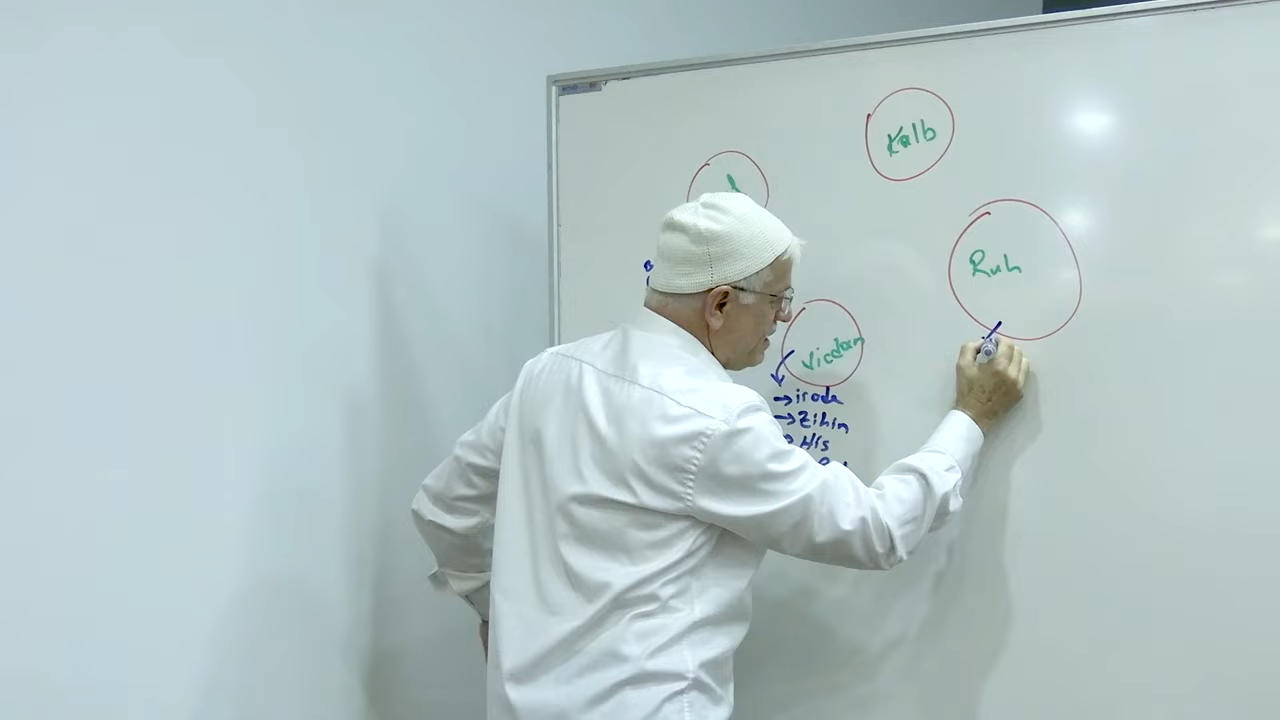 Kalb
Ruh
Vicdan
→irade
→Zihin
His